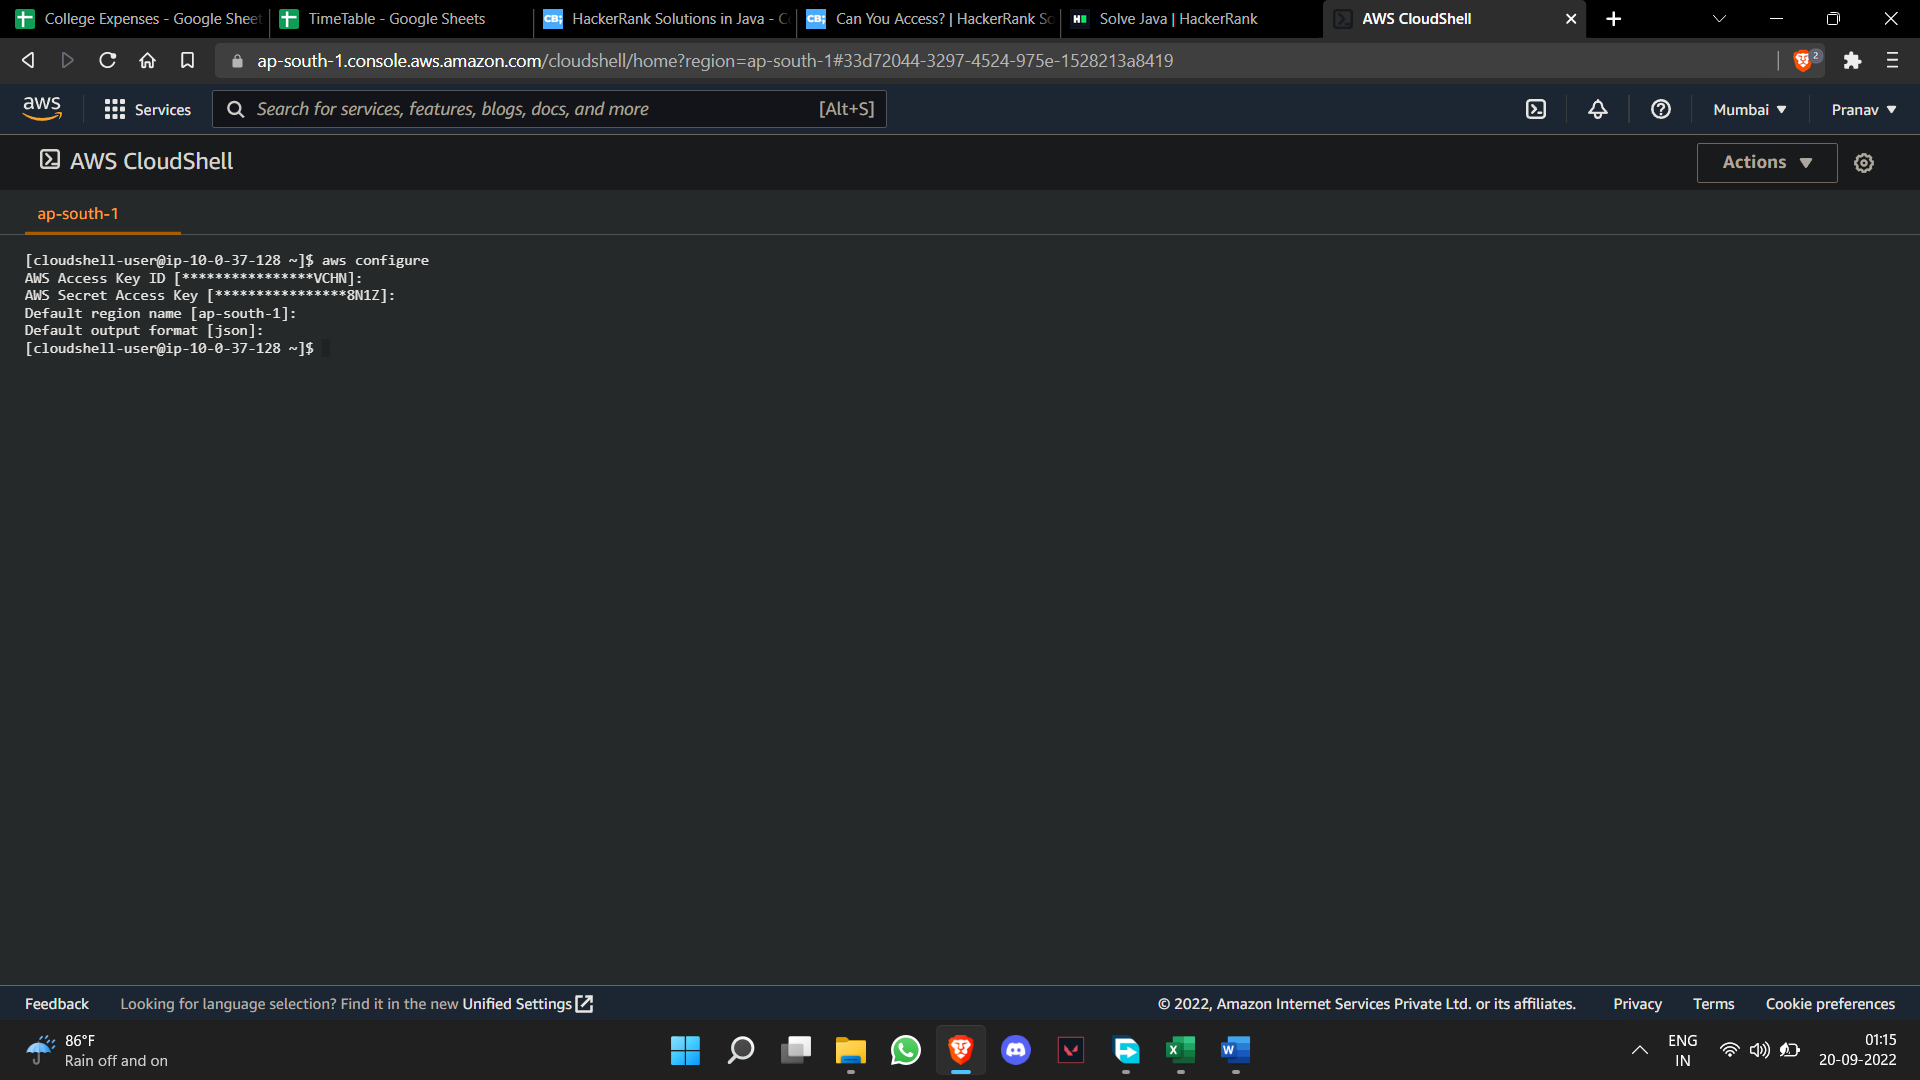 College Expenses - Google Sheet
TimeTable - Google Sheets
HackerRank Solutions in Java - C
Can You Access? | HackerRank So
Solve Java | HackerRank
AWS CloudShell
ap-south-1.console.aws.amazon.com/cloudshell/home?region=ap-south-1#33d72044-3297-4524-975e-1528213a8419
2
aws
Services
Search for services, features, blogs, docs, and more
[Alt+S]
Mumbai
Pranav
AWS CloudShell
Actions
ap-south-1
[cloudshell-user@ip-10-0-37-128 ~]$ aws configure
AWS Access Key ID [****************VCHN]:
AWS Secret Access Key [****************8N1Z]:
Default region name [ap-south-1]:
Default output format [json]:
[cloudshell-user@ip-10-0-37-128 ~]$
Feedback
Looking for language selection? Find it in the new Unified Settings
© 2022, Amazon Internet Services Private Ltd. or its affiliates.
Privacy
Terms
Cookie preferences
86°F
Rain off and on
ENG
IN
01:15
20-09-2022